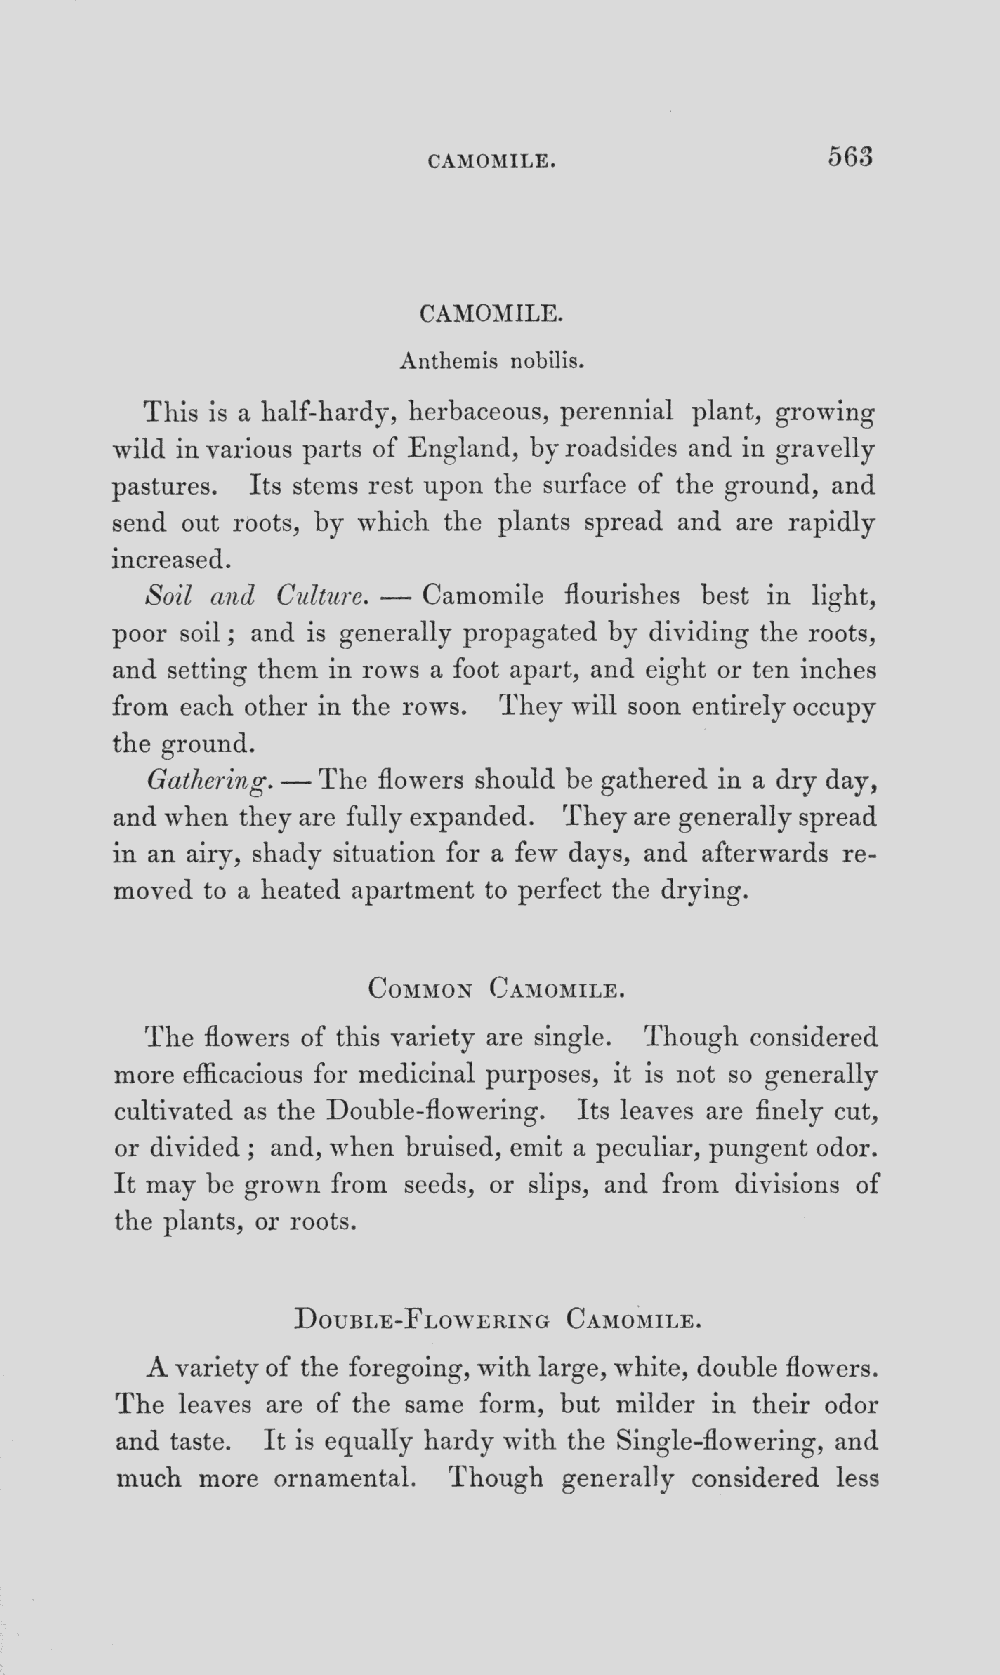 CAMOMILE. 563
CAMOMILE.
Anthemis nobilis.
This is a half-hardy, herbaceous, perennial plant, growing
wild in various parts of England, by roadsides and in gravelly
pastures. Its stems rest upon the surface of the ground, and
send out roots, by which the plants spread and are rapidly
increased.
Soil and Culture. — Camomile flourishes best in light,
poor soil; and is generally propagated by dividing the roots,
and setting them in rows a foot apart, and eight or ten inches
from each other in the rows. They will soon entirely occupy
the ground.
Gathering. — The flowers should be gathered in a dry day,
and when they are fully expanded. They are generally spread
in an airy, shady situation for a few days, and afterwards re-
moved to a heated apartment to perfect the drying.
COMMON CAMOMILE.
The flowers of this variety are single. Though considered
more efficacious for medicinal purposes, it is not so generally
cultivated as the Double-flowering. Its leaves are finely cut,
or divided; and, when bruised, emit a peculiar, pungent odor.
It may be grown from seeds, or slips, and from divisions of
the plants, or roots.
DOUBLE-FLOWERING CAMOMILE.
A variety of the foregoing, with large, white, double flowers.
The leaves are of the same form, but milder in their odor
and taste. It is equally hardy with the Single-flowering, and
much more ornamental. Though generally considered less